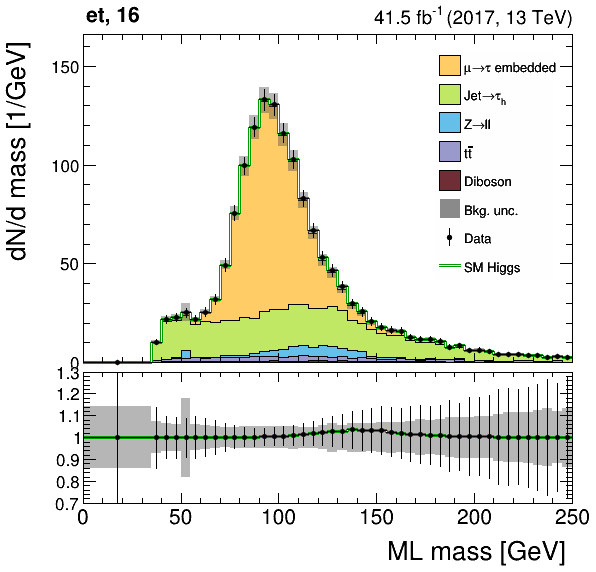 et, 16
41.5 fb⁻¹ (2017, 13 TeV)
dN/d mass [1/GeV]
150
100
50
0
μ→τ embedded
Jet→τₕ
Z→ll
tt̄
Diboson
Bkg. unc.
Data
SM Higgs
1.3
1.2
1.1
1
0.9
0.8
0.7
0 50 100 150 200 250
ML mass [GeV]